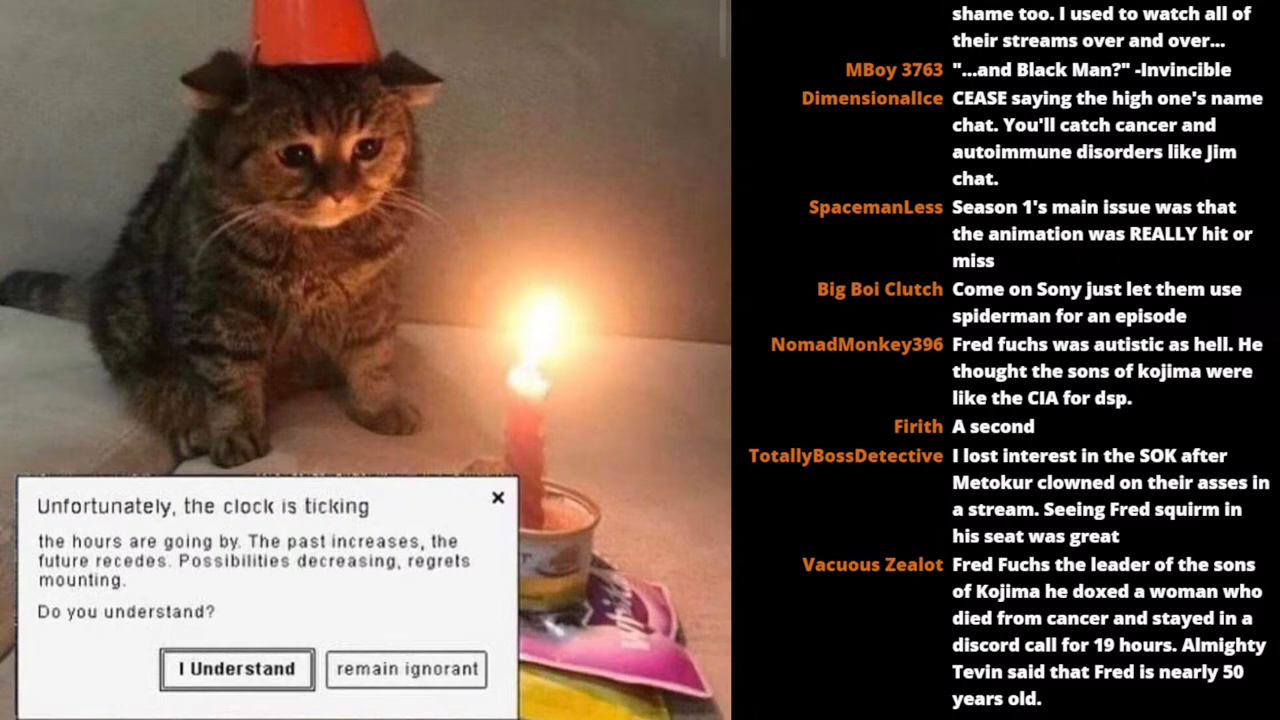 Unfortunately, the clock is ticking
the hours are going by. The past increases, the
future recedes. Possibilities decreasing, regrets
mounting.
Do you understand?
I Understand
remain ignorant
shame too. I used to watch all of
their streams over and over...
MBoy 3763 "...and Black Man?" -Invincible
DimensionalIce CEASE saying the high one's name
chat. You'll catch cancer and
autoimmune disorders like Jim
chat.
SpacemanLess Season 1's main issue was that
the animation was REALLY hit or
miss
Big Boi Clutch Come on Sony just let them use
spiderman for an episode
NomadMonkey396 Fred fuchs was autistic as hell. He
thought the sons of kojima were
like the CIA for dsp.
Firith A second
TotallyBossDetective I lost interest in the SOK after
Metokur clowned on their asses in
a stream. Seeing Fred squirm in
his seat was great
Vacuous Zealot Fred Fuchs the leader of the sons
of Kojima he doxed a woman who
died from cancer and stayed in a
discord call for 19 hours. Almighty
Tevin said that Fred is nearly 50
years old.